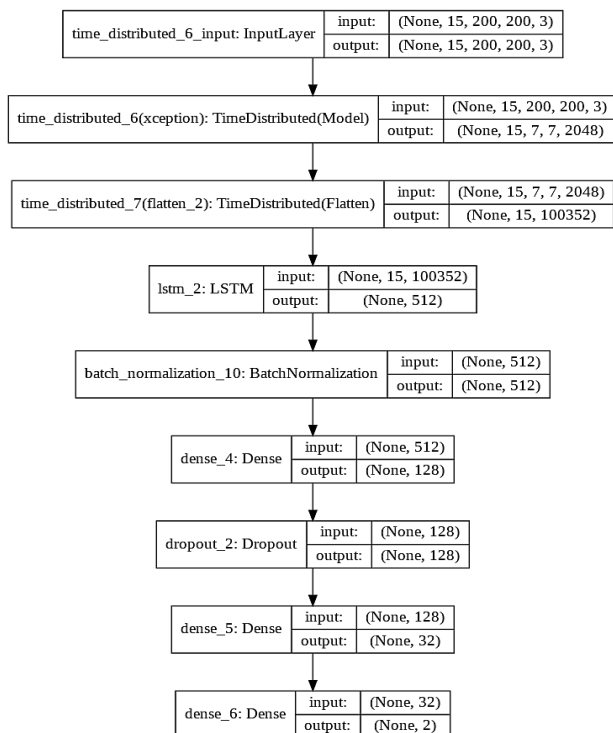 time_distributed_6_input: InputLayer input: (None, 15, 200, 200, 3)
output: (None, 15, 200, 200, 3)
time_distributed_6(xception): TimeDistributed(Model) input: (None, 15, 200, 200, 3)
output: (None, 15, 7, 7, 2048)
time_distributed_7(flatten_2): TimeDistributed(Flatten) input: (None, 15, 7, 7, 2048)
output: (None, 15, 100352)
lstm_2: LSTM input: (None, 15, 100352)
output: (None, 512)
batch_normalization_10: BatchNormalization input: (None, 512)
output: (None, 512)
dense_4: Dense input: (None, 512)
output: (None, 128)
dropout_2: Dropout input: (None, 128)
output: (None, 128)
dense_5: Dense input: (None, 128)
output: (None, 32)
dense_6: Dense input: (None, 32)
output: (None, 2)